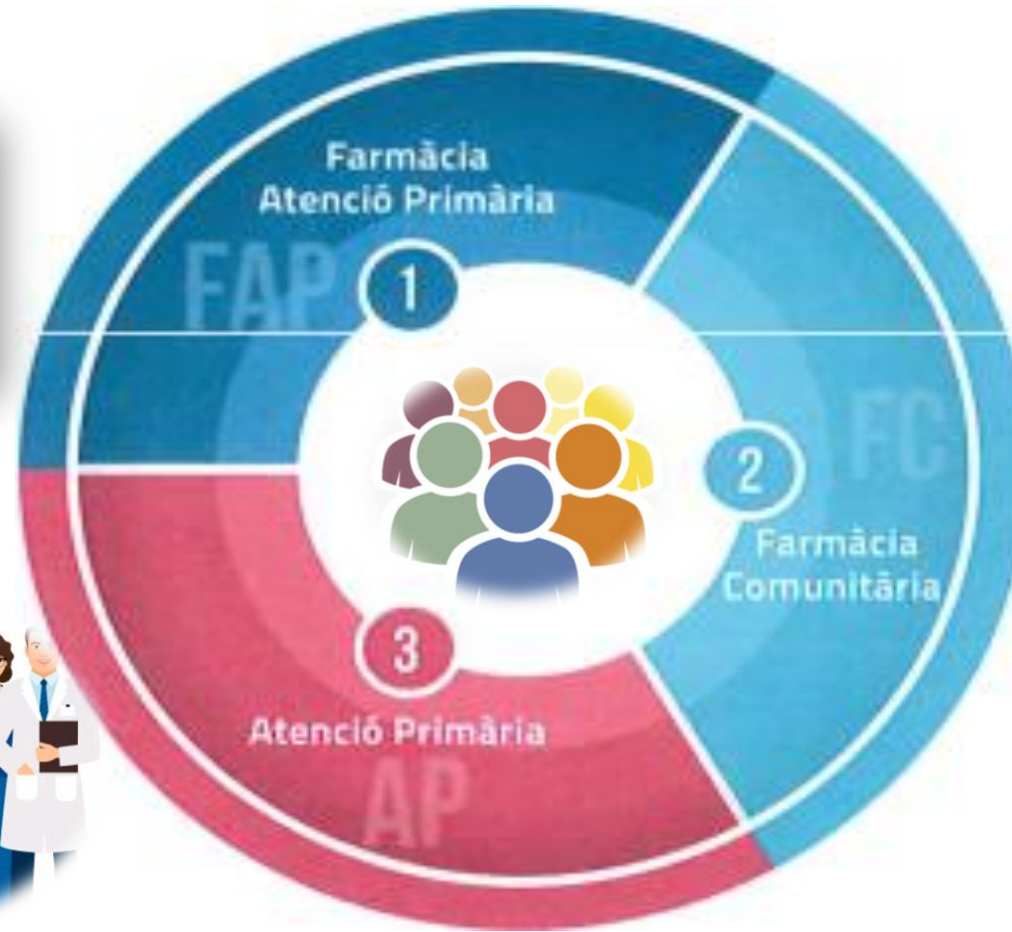 Farmàcia
Atenció Primària
FAP
1
FC
2
Farmàcia
Comunitària
3
Atenció Primària
AP